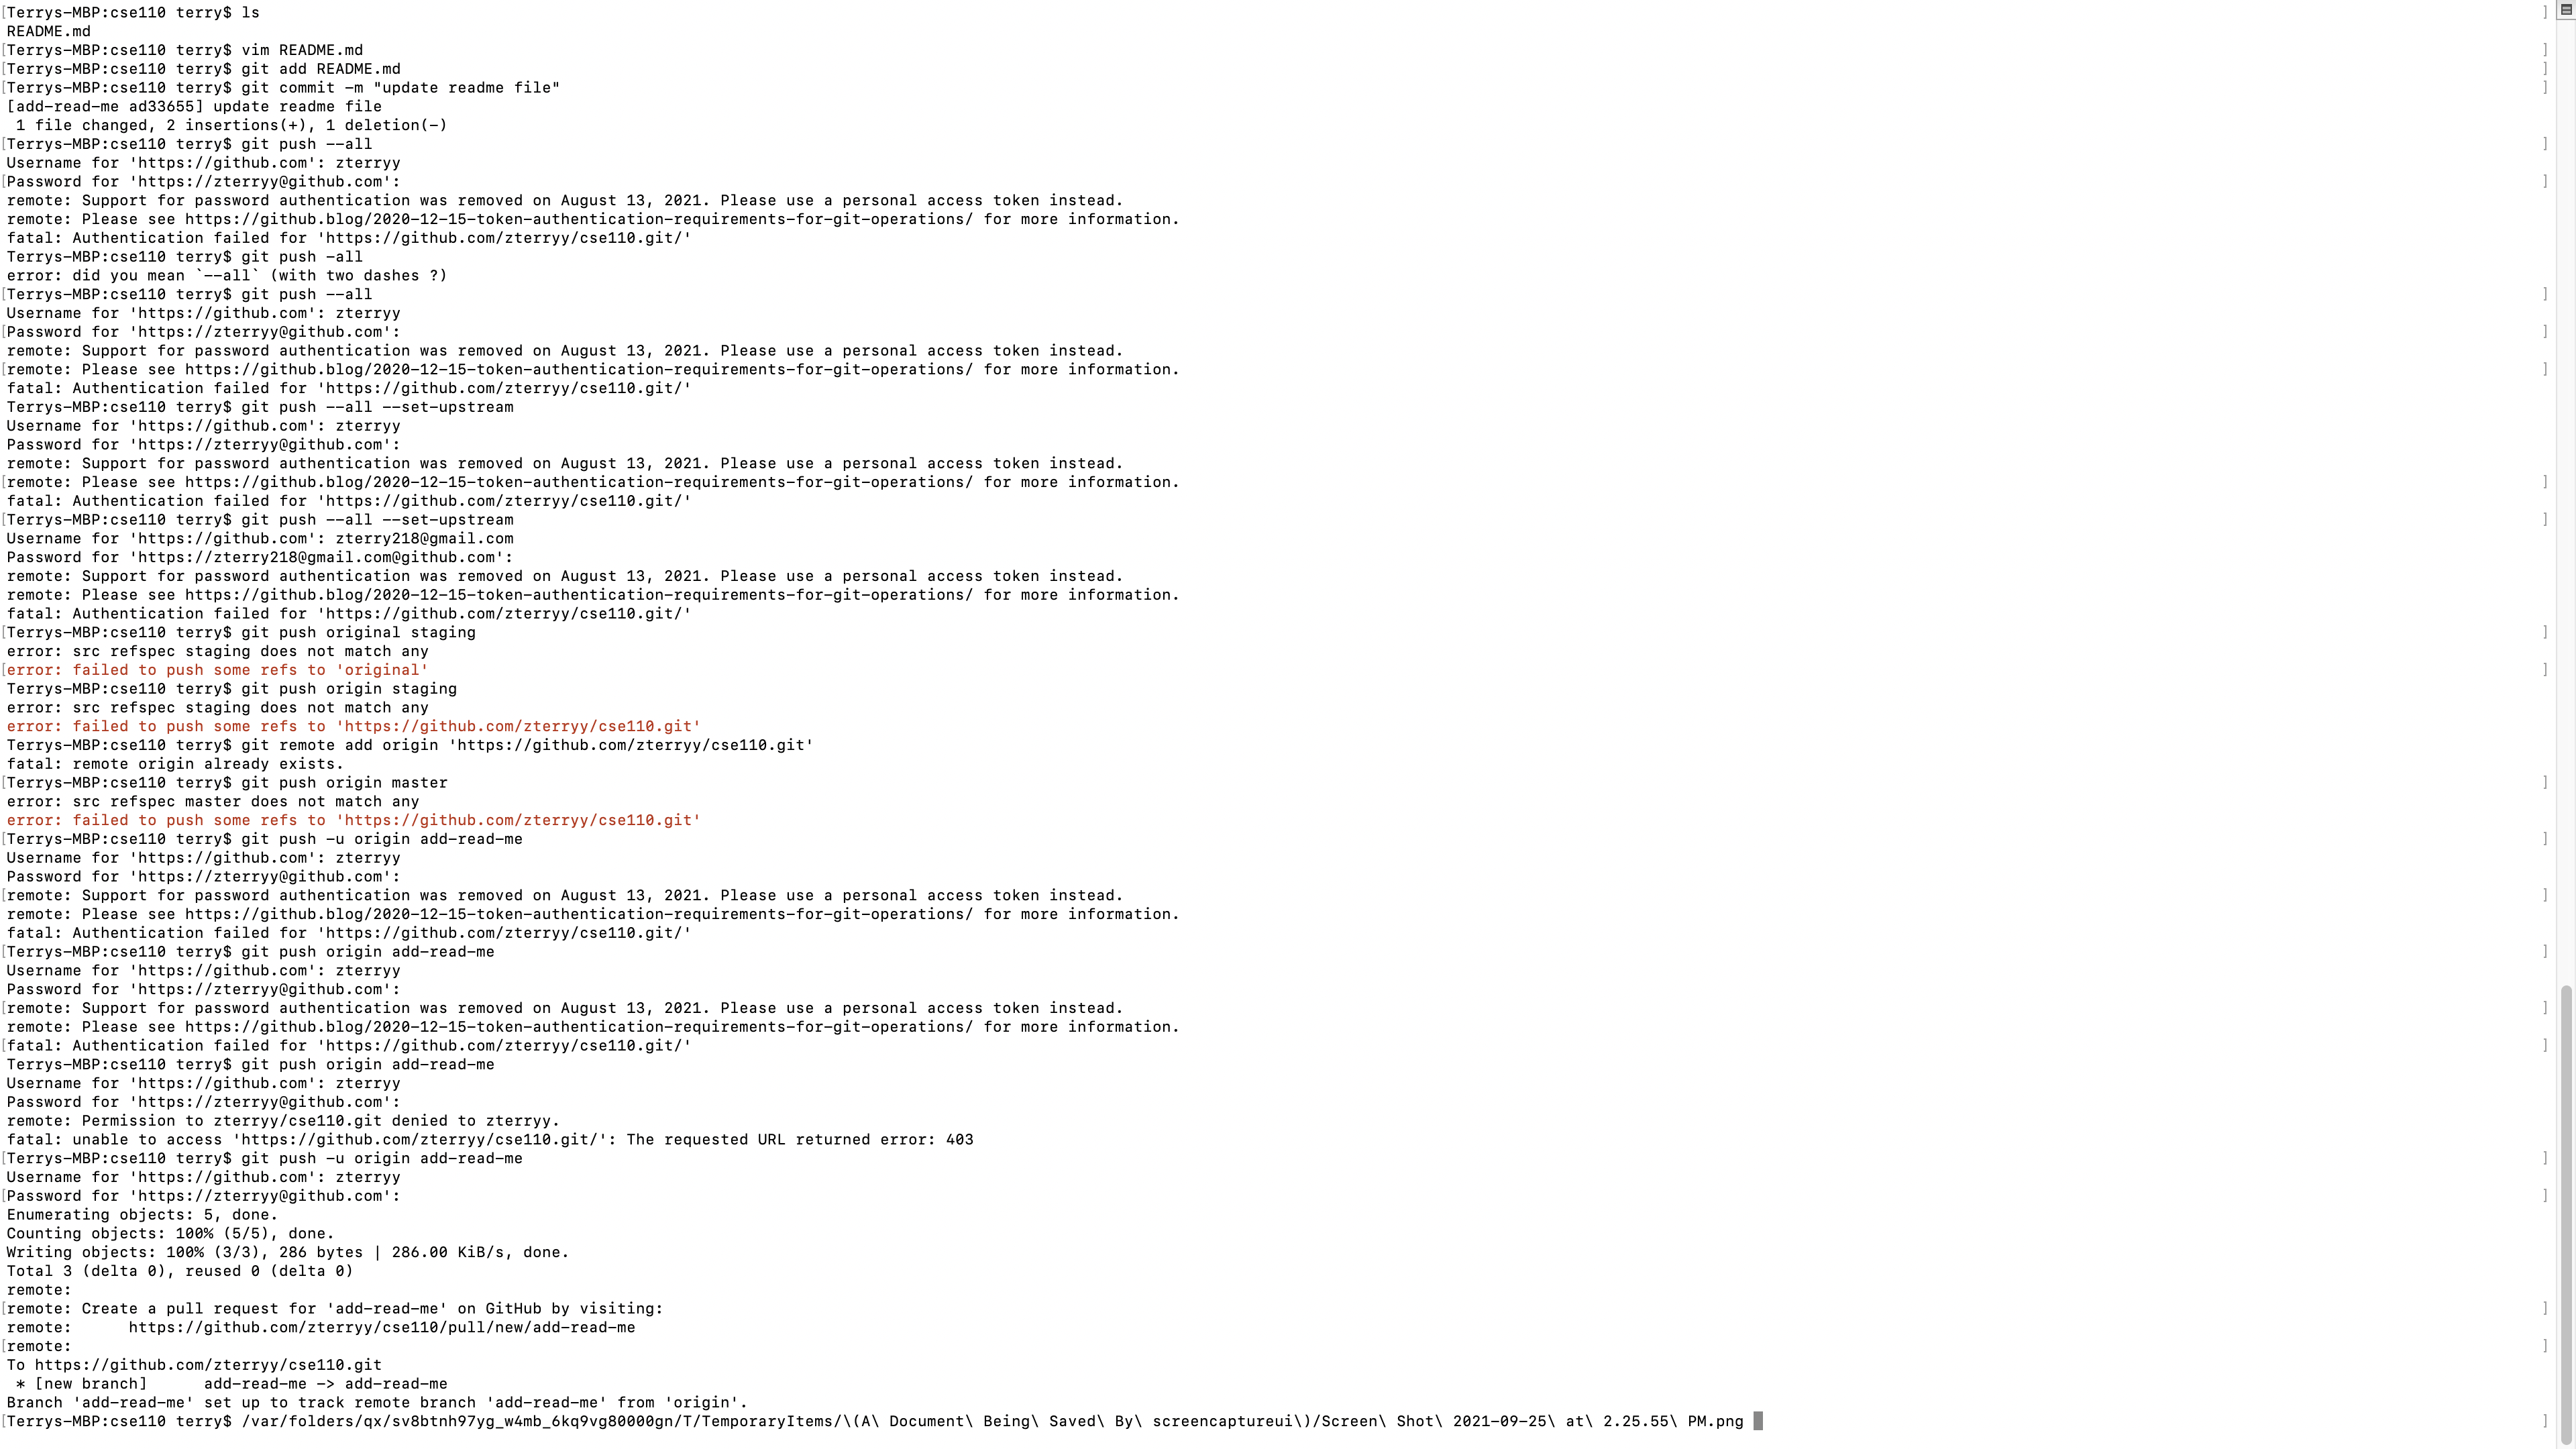 [Terrys-MBP:cse110 terry$ ls ]
README.md
[Terrys-MBP:cse110 terry$ vim README.md ]
[Terrys-MBP:cse110 terry$ git add README.md ]
[Terrys-MBP:cse110 terry$ git commit -m "update readme file" ]
[add-read-me ad33655] update readme file
 1 file changed, 2 insertions(+), 1 deletion(-)
[Terrys-MBP:cse110 terry$ git push --all ]
Username for 'https://github.com': zterryy
[Password for 'https://zterryy@github.com': ]
remote: Support for password authentication was removed on August 13, 2021. Please use a personal access token instead.
remote: Please see https://github.blog/2020-12-15-token-authentication-requirements-for-git-operations/ for more information.
fatal: Authentication failed for 'https://github.com/zterryy/cse110.git/'
Terrys-MBP:cse110 terry$ git push -all
error: did you mean `--all` (with two dashes ?)
[Terrys-MBP:cse110 terry$ git push --all ]
Username for 'https://github.com': zterryy
[Password for 'https://zterryy@github.com': ]
remote: Support for password authentication was removed on August 13, 2021. Please use a personal access token instead.
[remote: Please see https://github.blog/2020-12-15-token-authentication-requirements-for-git-operations/ for more information. ]
fatal: Authentication failed for 'https://github.com/zterryy/cse110.git/'
Terrys-MBP:cse110 terry$ git push --all --set-upstream
Username for 'https://github.com': zterryy
Password for 'https://zterryy@github.com':
remote: Support for password authentication was removed on August 13, 2021. Please use a personal access token instead.
[remote: Please see https://github.blog/2020-12-15-token-authentication-requirements-for-git-operations/ for more information. ]
fatal: Authentication failed for 'https://github.com/zterryy/cse110.git/'
[Terrys-MBP:cse110 terry$ git push --all --set-upstream ]
Username for 'https://github.com': zterry218@gmail.com
Password for 'https://zterry218@gmail.com@github.com':
remote: Support for password authentication was removed on August 13, 2021. Please use a personal access token instead.
remote: Please see https://github.blog/2020-12-15-token-authentication-requirements-for-git-operations/ for more information.
fatal: Authentication failed for 'https://github.com/zterryy/cse110.git/'
[Terrys-MBP:cse110 terry$ git push original staging ]
error: src refspec staging does not match any
[error: failed to push some refs to 'original' ]
Terrys-MBP:cse110 terry$ git push origin staging
error: src refspec staging does not match any
error: failed to push some refs to 'https://github.com/zterryy/cse110.git'
Terrys-MBP:cse110 terry$ git remote add origin 'https://github.com/zterryy/cse110.git'
fatal: remote origin already exists.
[Terrys-MBP:cse110 terry$ git push origin master ]
error: src refspec master does not match any
error: failed to push some refs to 'https://github.com/zterryy/cse110.git'
[Terrys-MBP:cse110 terry$ git push -u origin add-read-me ]
Username for 'https://github.com': zterryy
Password for 'https://zterryy@github.com':
[remote: Support for password authentication was removed on August 13, 2021. Please use a personal access token instead. ]
remote: Please see https://github.blog/2020-12-15-token-authentication-requirements-for-git-operations/ for more information.
fatal: Authentication failed for 'https://github.com/zterryy/cse110.git/'
[Terrys-MBP:cse110 terry$ git push origin add-read-me ]
Username for 'https://github.com': zterryy
Password for 'https://zterryy@github.com':
[remote: Support for password authentication was removed on August 13, 2021. Please use a personal access token instead. ]
remote: Please see https://github.blog/2020-12-15-token-authentication-requirements-for-git-operations/ for more information.
[fatal: Authentication failed for 'https://github.com/zterryy/cse110.git/' ]
Terrys-MBP:cse110 terry$ git push origin add-read-me
Username for 'https://github.com': zterryy
Password for 'https://zterryy@github.com':
remote: Permission to zterryy/cse110.git denied to zterryy.
fatal: unable to access 'https://github.com/zterryy/cse110.git/': The requested URL returned error: 403
[Terrys-MBP:cse110 terry$ git push -u origin add-read-me ]
Username for 'https://github.com': zterryy
[Password for 'https://zterryy@github.com': ]
Enumerating objects: 5, done.
Counting objects: 100% (5/5), done.
Writing objects: 100% (3/3), 286 bytes | 286.00 KiB/s, done.
Total 3 (delta 0), reused 0 (delta 0)
remote:
[remote: Create a pull request for 'add-read-me' on GitHub by visiting: ]
remote:      https://github.com/zterryy/cse110/pull/new/add-read-me
[remote: ]
To https://github.com/zterryy/cse110.git
 * [new branch]      add-read-me -> add-read-me
Branch 'add-read-me' set up to track remote branch 'add-read-me' from 'origin'.
[Terrys-MBP:cse110 terry$ /var/folders/qx/sv8btnh97yg_w4mb_6kq9vg80000gn/T/TemporaryItems/\(A\ Document\ Being\ Saved\ By\ screencaptureui\)/Screen\ Shot\ 2021-09-25\ at\ 2.25.55\ PM.png ]